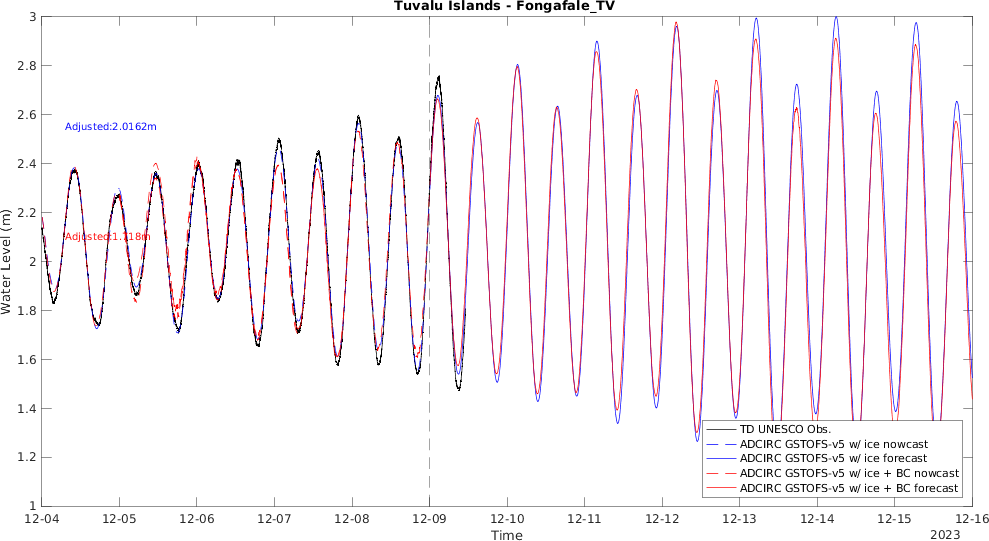 Tuvalu Islands - Fongafale_TV
3
2.8
2.6
2.4
2.2
2
1.8
1.6
1.4
1.2
1
Water Level (m)
Adjusted:2.0162m
Adjusted:1.118m
TD UNESCO Obs.
ADCIRC GSTOFS-v5 w/ ice nowcast
ADCIRC GSTOFS-v5 w/ ice forecast
ADCIRC GSTOFS-v5 w/ ice + BC nowcast
ADCIRC GSTOFS-v5 w/ ice + BC forecast
12-04 12-05 12-06 12-07 12-08 12-09 12-10 12-11 12-12 12-13 12-14 12-15 12-16
Time
2023